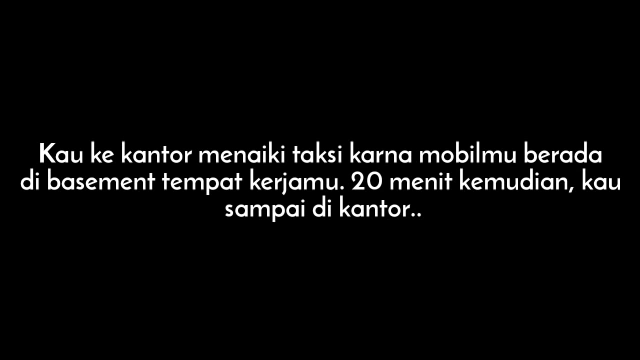 Kau ke kantor menaiki taksi karna mobilmu berada
di basement tempat kerjamu. 20 menit kemudian, kau
sampai di kantor..